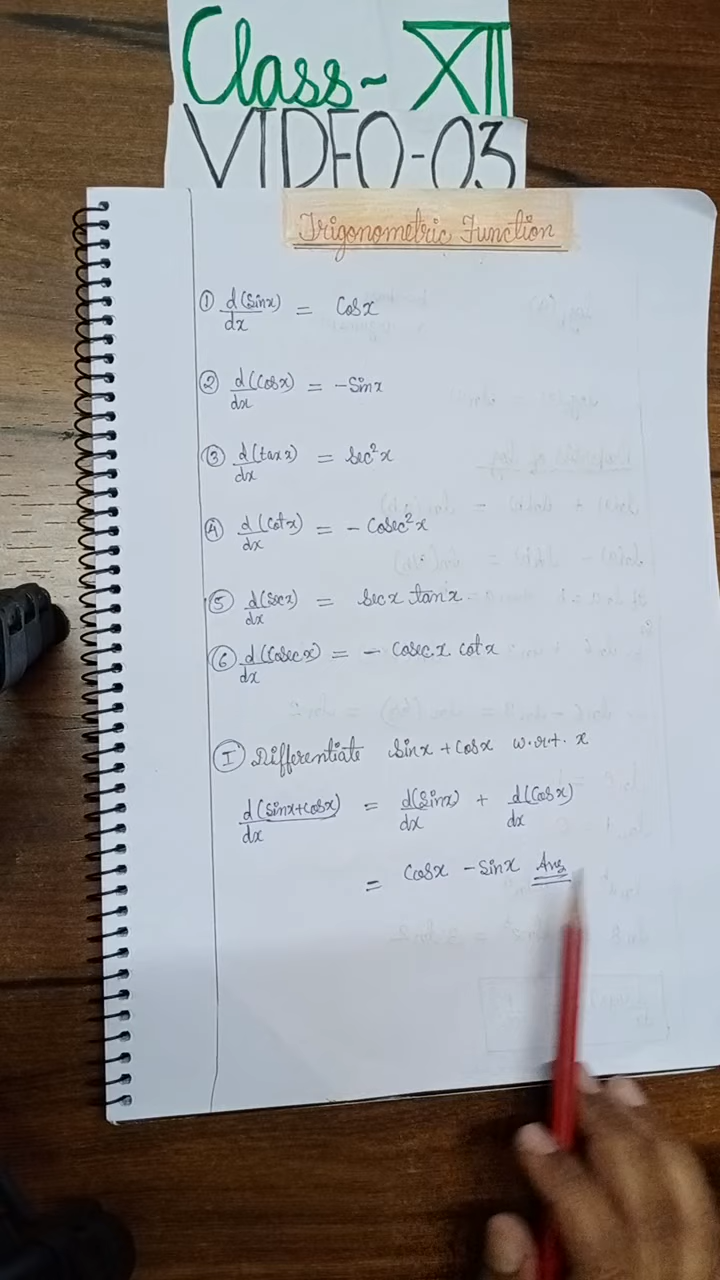 Class- XII
VIDEO-03
Trigonometric Function
① d(Sinx)/dx = Cosx
② d(Cosx)/dx = -Sinx
③ d(tanx)/dx = Sec²x
④ d(Cotx)/dx = - Cosec²x
⑤ d(Secx)/dx = Secx tanx
⑥ d(Cosecx)/dx = - Cosecx cotx
Ⓘ Differentiate Sinx + Cosx w.r.t. x
d(Sinx+Cosx)/dx = d(Sinx)/dx + d(Cosx)/dx
= Cosx - Sinx Ans